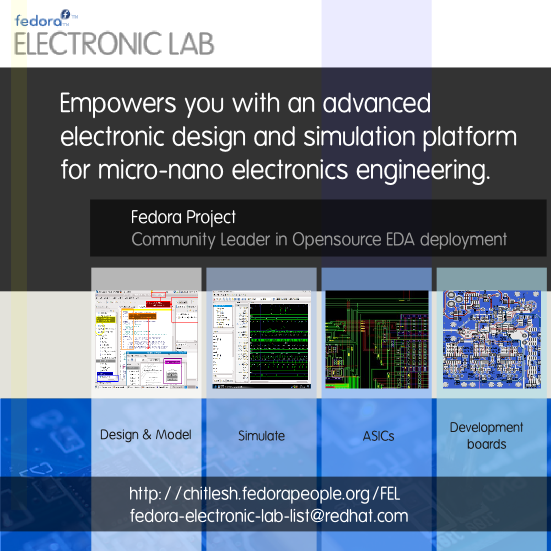 fedora™
ELECTRONIC LAB
Empowers you with an advanced
electronic design and simulation platform
for micro-nano electronics engineering.
Fedora Project
Community Leader in Opensource EDA deployment
Design & Model
Simulate
ASICs
Development
boards
http://chitlesh.fedorapeople.org/FEL
fedora-electronic-lab-list@redhat.com